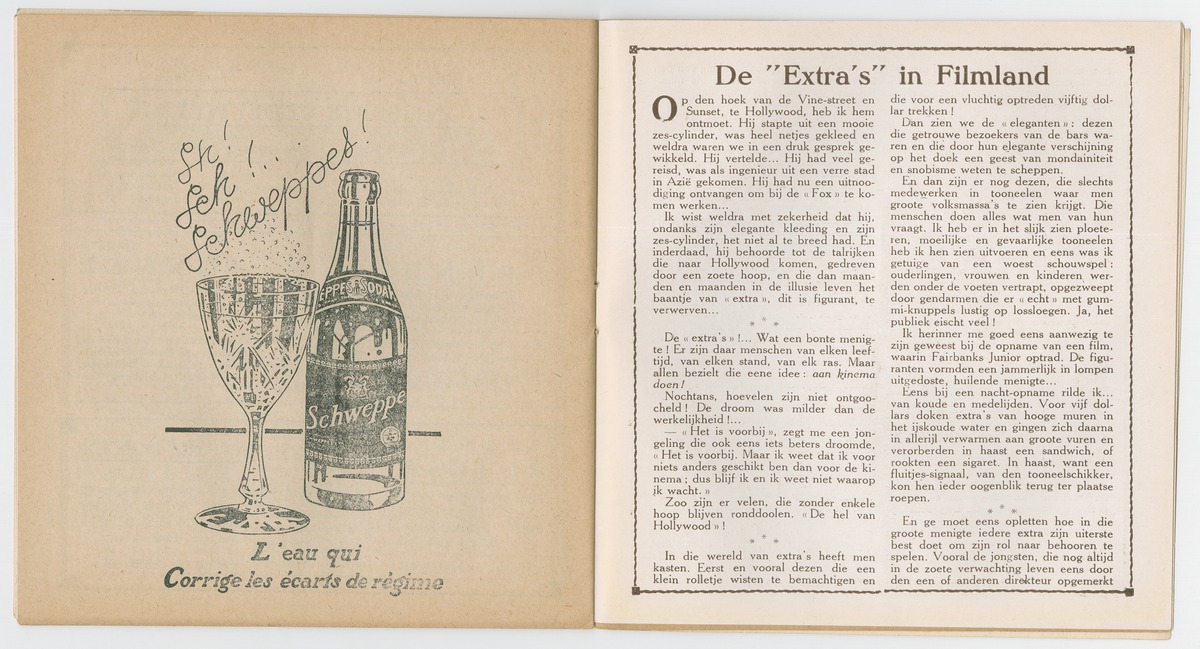 Sh!
Sch!...
Schweppes!
EPPES SODA
Schweppe
L'eau qui
Corrige les écarts de régime
De "Extra's" in Filmland
Op den hoek van de Vine-street en
Sunset, te Hollywood, heb ik hem
ontmoet. Hij stapte uit een mooie
zes-cylinder, was heel netjes gekleed en
weldra waren we in een druk gesprek ge-
wikkeld. Hij vertelde... Hij had veel ge-
reisd, was als ingenieur uit een verre stad
in Azië gekomen. Hij had nu een uitnoo-
diging ontvangen om bij de « Fox » te ko-
men werken...
Ik wist weldra met zekerheid dat hij,
ondanks zijn elegante kleeding en zijn
zes-cylinder, het niet al te breed had. En
inderdaad, hij behoorde tot de talrijken
die naar Hollywood komen, gedreven
door een zoete hoop, en die dan maan-
den en maanden in de illusie leven het
baantje van « extra », dit is figurant, te
verwerven...
* * *
De « extra's » !... Wat een bonte menig-
te ! Er zijn daar menschen van elken leef-
tijd, van elken stand, van elk ras. Maar
allen bezielt die eene idee : aan kinema
doen !
Nochtans, hoevelen zijn niet ontgoo-
cheld ! De droom was milder dan de
werkelijkheid !...
— « Het is voorbij », zegt me een jon-
geling die ook eens iets beters droomde,
« Het is voorbij. Maar ik weet dat ik voor
niets anders geschikt ben dan voor de ki-
nema ; dus blijf ik en ik weet niet waarop
ik wacht. »
Zoo zijn er velen, die zonder enkele
hoop blijven ronddoolen. « De hel van
Hollywood » !
* * *
In die wereld van extra's heeft men
kasten. Eerst en vooral dezen die een
klein rolletje wisten te bemachtigen en
die voor een vluchtig optreden vijftig dol-
lar trekken !
Dan zien we de « eleganten » : dezen
die getrouwe bezoekers van de bars wa-
ren en die door hun elegante verschijning
op het doek een geest van mondainiteit
en snobisme weten te scheppen.
En dan zijn er nog dezen, die slechts
medewerken in tooneelen waar men
groote volksmassa's te zien krijgt. Die
menschen doen alles wat men van hun
vraagt. Ik heb er in het slijk zien ploete-
ren, moeilijke en gevaarlijke tooneelen
heb ik hen zien uitvoeren en eens was ik
getuige van een woest schouwspel :
ouderlingen, vrouwen en kinderen wer-
den onder de voeten vertrapt, opgezweept
door gendarmen die er « echt » met gum-
mi-knuppels lustig op losloegen. Ja, het
publiek eischt veel !
Ik herinner me goed eens aanwezig te
zijn geweest bij de opname van een film,
waarin Fairbanks Junior optrad. De figu-
ranten vormden een jammerlijk in lompen
uitgedoste, huilende menigte...
Eens bij een nacht-opname rilde ik...
van koude en medelijden. Voor vijf dol-
lars doken extra's van hooge muren in
het ijskoude water en gingen zich daarna
in allerijl verwarmen aan groote vuren en
verorberden in haast een sandwich, of
rookten een sigaret. In haast, want een
fluitjes-signaal, van den tooneelschikker,
kon hen ieder oogenblik terug ter plaatse
roepen.
* * *
En ge moet eens opletten hoe in die
groote menigte iedere extra zijn uiterste
best doet om zijn rol naar behooren te
spelen. Vooral de jongsten, die nog altijd
in de zoete verwachting leven eens door
den een of anderen direkteur opgemerkt